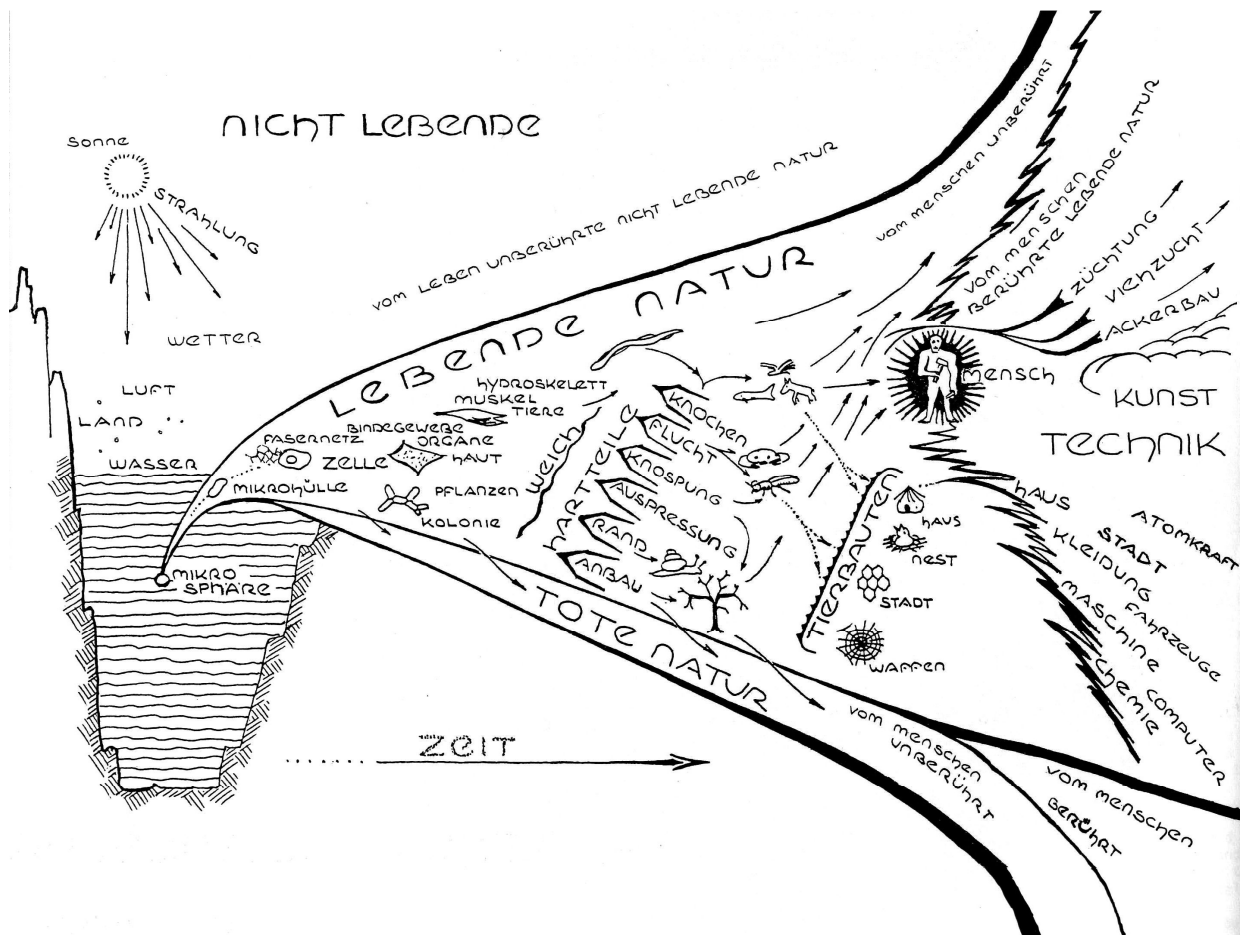 NICHT LEBENDE
SONNE
STRAHLUNG
WETTER
LUFT
LAND
WASSER
MIKRO
SPHÄRE
MIKROHÜLLE
FASERNETZ
ZELLE
BINDEGEWEBE
ORGANE
HAUT
HYDROSKELETT
MUSKEL
TIERE
PFLANZEN
KOLONIE
VOM LEBEN UNBERÜHRTE NICHT LEBENDE NATUR
LEBENDE NATUR
WEICH
HARTTEILE
KNOCHEN
FLUCHT
KNOSPUNG
AUSPRESSUNG
RAND
ANBAU
TOTE NATUR
ZEIT
TIERBAUTEN
HAUS
NEST
STADT
WAFFEN
VOM MENSCHEN UNBERÜHRT
VOM MENSCHEN
BERÜHRTE LEBENDE NATUR
ZÜCHTUNG
VIEHZUCHT
ACKERBAU
MENSCH
KUNST
TECHNIK
HAUS
STADT
ATOMKRAFT
KLEIDUNG
FAHRZEUGE
MASCHINE
COMPUTER
CHEMIE
VOM MENSCHEN
UNBERÜHRT
VOM MENSCHEN
BERÜHRT